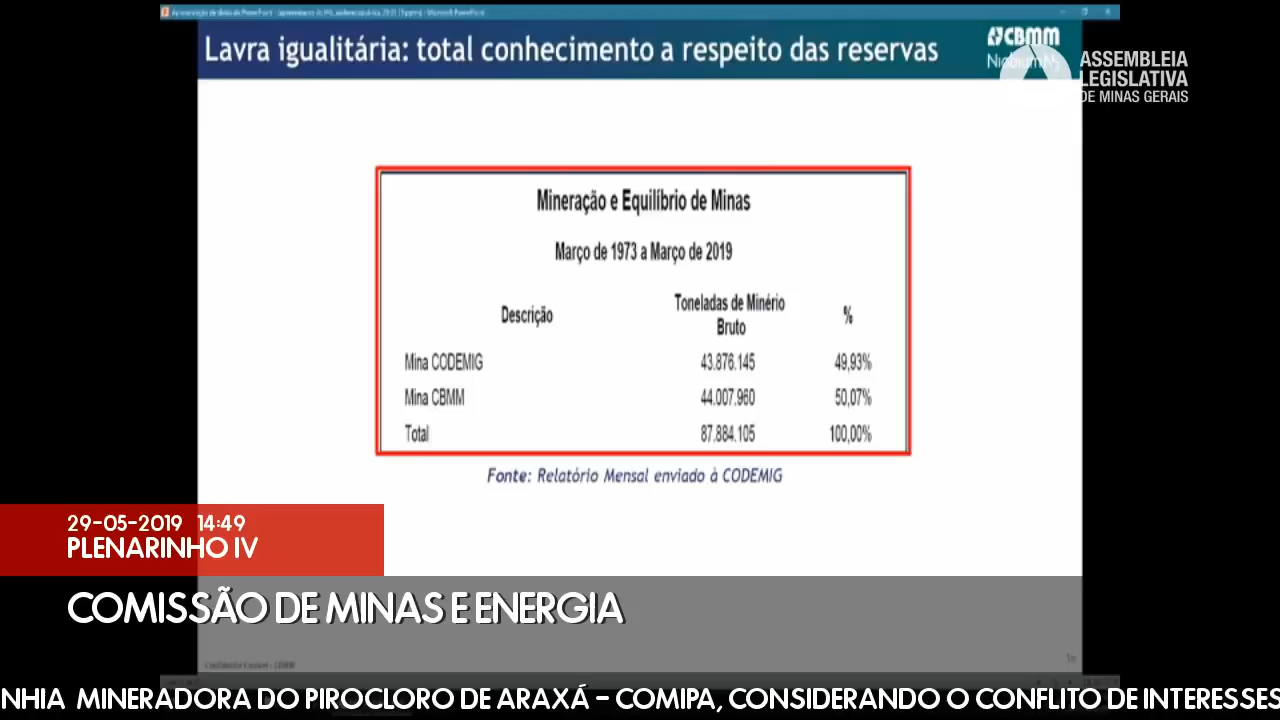 Lavra igualitária: total conhecimento a respeito das reservas
CBMM
ASSEMBLEIA
LEGISLATIVA
DE MINAS GERAIS
Mineração e Equilíbrio de Minas
Março de 1973 a Março de 2019
Descrição Toneladas de Minério Bruto %
Mina CODEMIG 43.876.145 49,93%
Mina CBMM 44.007.960 50,07%
Total 87.884.105 100,00%
Fonte: Relatório Mensal enviado à CODEMIG
29-05-2019 14:49
PLENARINHO IV
COMISSÃO DE MINAS E ENERGIA
NHIA MINERADORA DO PIROCLORO DE ARAXÁ – COMIPA, CONSIDERANDO O CONFLITO DE INTERESSES